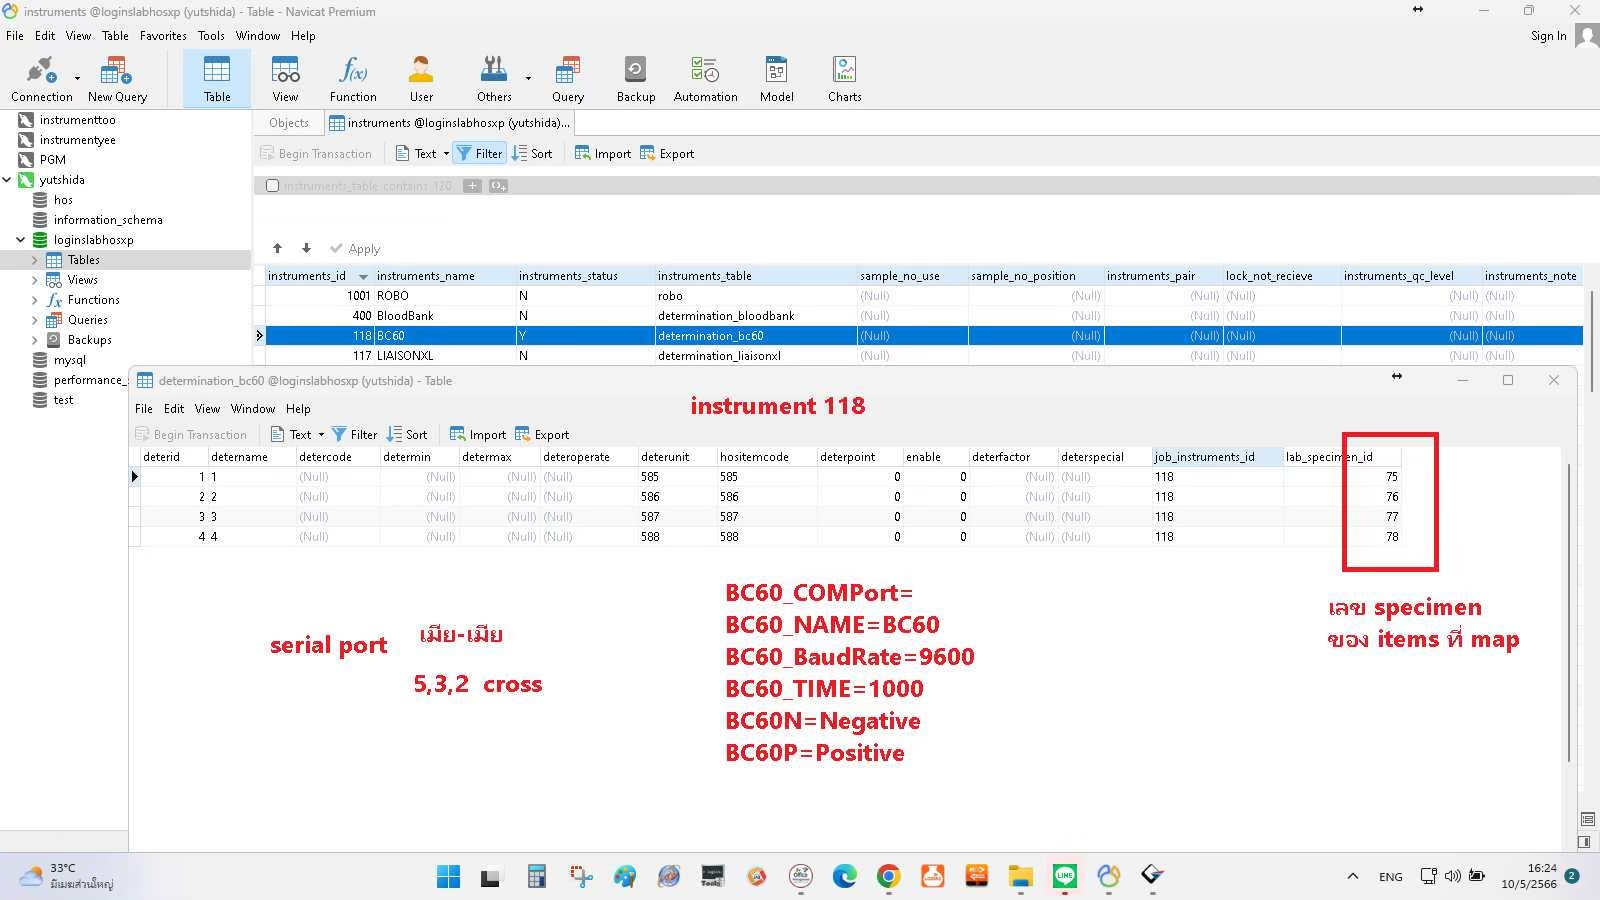 instruments @loginslabhosxp (yutshida) - Table - Navicat Premium
File Edit View Table Favorites Tools Window Help
Sign In
Connection New Query Table View Function User Others Query Backup Automation Model Charts
instrumenttoo
instrumentyee
PGM
yutshida
hos
information_schema
loginslabhosxp
Tables
Views
Functions
Queries
Backups
mysql
performance_s
test
Objects instruments @loginslabhosxp (yutshida)...
Begin Transaction Text Filter Sort Import Export
instruments_table contains 120
Apply
instruments_id instruments_name instruments_status instruments_table sample_no_use sample_no_position instruments_pair lock_not_recieve instruments_qc_level instruments_note
1001 ROBO N robo (Null) (Null) (Null) (Null) (Null) (Null)
400 BloodBank N determination_bloodbank (Null) (Null) (Null) (Null) (Null) (Null)
118 BC60 Y determination_bc60 (Null) (Null) (Null) (Null) (Null) (Null)
117 LIAISONXL N determination_liaisonxl (Null) (Null) (Null) (Null) (Null) (Null)
determination_bc60 @loginslabhosxp (yutshida) - Table
File Edit View Window Help
instrument 118
Begin Transaction Text Filter Sort Import Export
deterid detername detercode determin determax deteroperate deterunit hositemcode deterpoint enable deterfactor deterspecial job_instruments_id lab_specimen_id
1 1 (Null) (Null) (Null) (Null) 585 585 0 0 (Null) (Null) 118 75
2 2 (Null) (Null) (Null) (Null) 586 586 0 0 (Null) (Null) 118 76
3 3 (Null) (Null) (Null) (Null) 587 587 0 0 (Null) (Null) 118 77
4 4 (Null) (Null) (Null) (Null) 588 588 0 0 (Null) (Null) 118 78
serial port เมีย-เมีย
5,3,2 cross
BC60_COMPort=
BC60_NAME=BC60
BC60_BaudRate=9600
BC60_TIME=1000
BC60N=Negative
BC60P=Positive
เลข specimen
ของ items ที่ map
33°C
มีเมฆส่วนใหญ่
ENG
16:24
10/5/2566
2